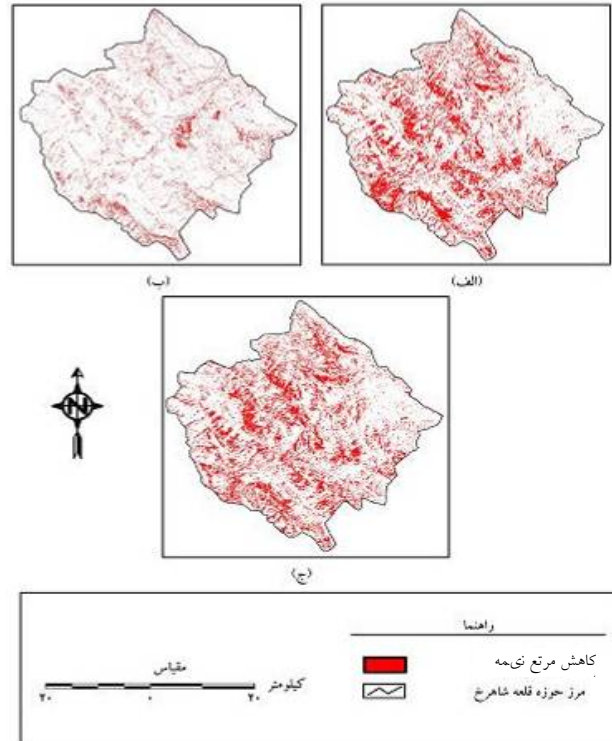 (الف)
(ب)
N
(ج)
راهنما
کاهش مرتع نیمه
مرز حوزه قلعه شاهرخ
مقیاس
کیلومتر
۲۰ ۰ ۲۰